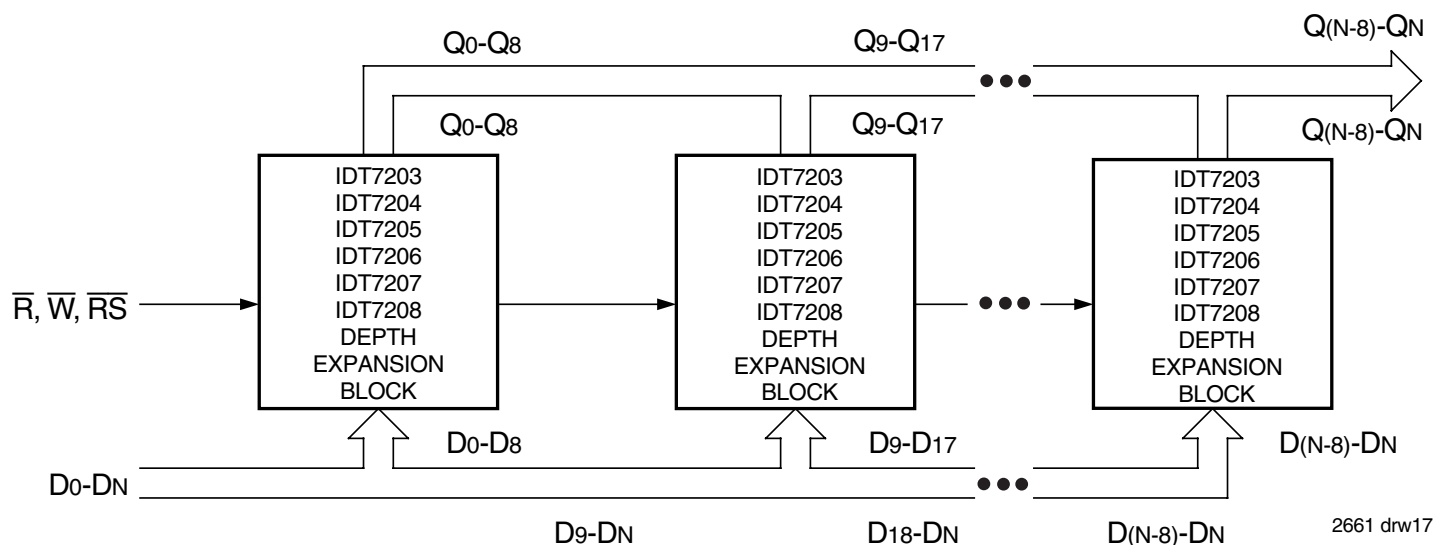 Q0-Q8
Q9-Q17
Q(N-8)-QN
Q0-Q8
Q9-Q17
Q(N-8)-QN
IDT7203
IDT7204
IDT7205
IDT7206
IDT7207
IDT7208
DEPTH
EXPANSION
BLOCK
IDT7203
IDT7204
IDT7205
IDT7206
IDT7207
IDT7208
DEPTH
EXPANSION
BLOCK
IDT7203
IDT7204
IDT7205
IDT7206
IDT7207
IDT7208
DEPTH
EXPANSION
BLOCK
R̅, W̅, R̅S̅
D0-D8
D9-D17
D(N-8)-DN
D0-DN
D9-DN
D18-DN
D(N-8)-DN
2661 drw17